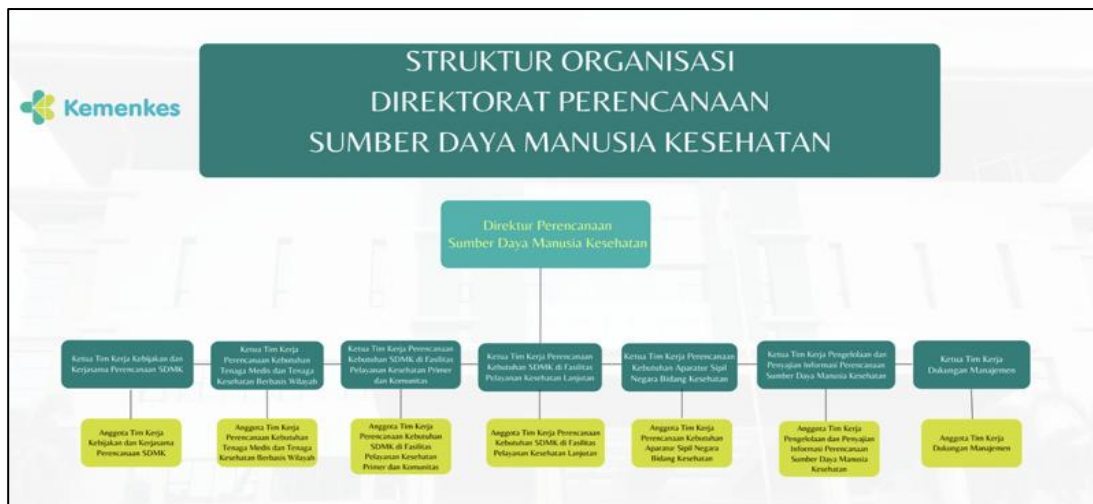 STRUKTUR ORGANISASI
DIREKTORAT PERENCANAAN
SUMBER DAYA MANUSIA KESEHATAN
Kemenkes
Direktur Perencanaan
Sumber Daya Manusia Kesehatan
Ketua Tim Kerja Kebijakan dan
Kerjasama Perencanaan SDMK
Ketua Tim Kerja
Perencanaan Kebutuhan
Tenaga Medis dan Tenaga
Kesehatan Berbasis Wilayah
Ketua Tim Kerja Perencanaan
Kebutuhan SDMK di Fasilitas
Pelayanan Kesehatan Primer
dan Komunitas
Ketua Tim Kerja Perencanaan
Kebutuhan SDMK di Fasilitas
Pelayanan Kesehatan Lanjutan
Ketua Tim Kerja Perencanaan
Kebutuhan Aparatur Sipil
Negara Bidang Kesehatan
Ketua Tim Kerja Pengelolaan dan
Penyajian Informasi Perencanaan
Sumber Daya Manusia Kesehatan
Ketua Tim Kerja
Dukungan Manajemen
Anggota Tim Kerja
Kebijakan dan Kerjasama
Perencanaan SDMK
Anggota Tim Kerja
Perencanaan Kebutuhan
Tenaga Medis dan Tenaga
Kesehatan Berbasis Wilayah
Anggota Tim Kerja
Perencanaan Kebutuhan
SDMK di Fasilitas
Pelayanan Kesehatan
Primer dan Komunitas
Anggota Tim Kerja Perencanaan
Kebutuhan SDMK di Fasilitas
Pelayanan Kesehatan Lanjutan
Anggota Tim Kerja
Perencanaan Kebutuhan
Aparatur Sipil Negara
Bidang Kesehatan
Anggota Tim Kerja
Pengelolaan dan Penyajian
Informasi Perencanaan
Sumber Daya Manusia
Kesehatan
Anggota Tim Kerja
Dukungan Manajemen